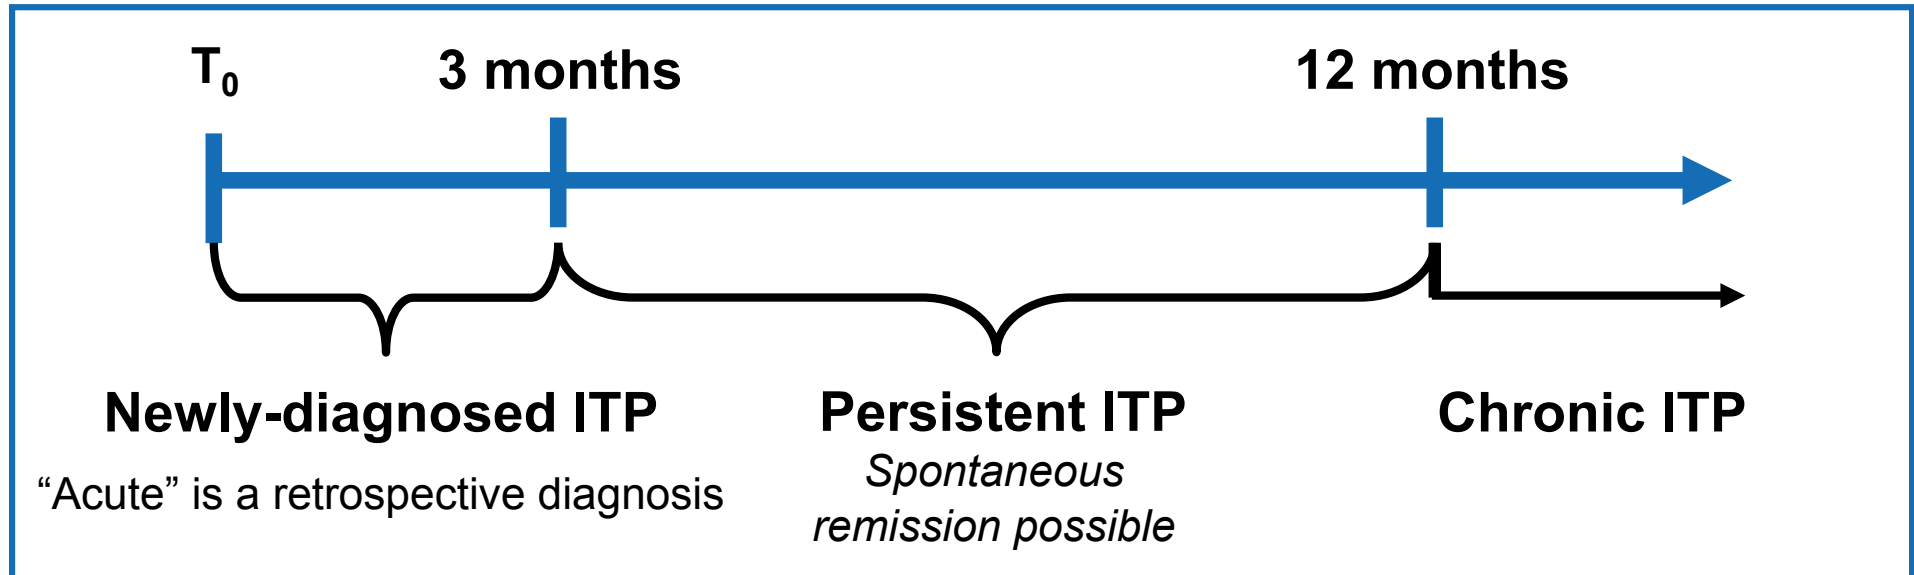 T0
3 months
12 months
Newly-diagnosed ITP
Persistent ITP
Chronic ITP
“Acute” is a retrospective diagnosis
Spontaneous
remission possible